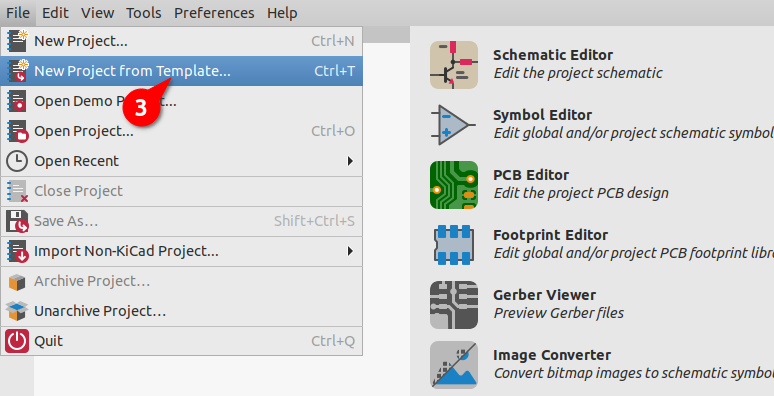 File Edit View Tools Preferences Help
New Project... Ctrl+N
New Project from Template... Ctrl+T
3
Open Demo P...
Open Project... Ctrl+O
Open Recent
Close Project
Save As… Shift+Ctrl+S
Import Non-KiCad Project...
Archive Project…
Unarchive Project…
Quit Ctrl+Q
Schematic Editor
Edit the project schematic
Symbol Editor
Edit global and/or project schematic symbol
PCB Editor
Edit the project PCB design
Footprint Editor
Edit global and/or project PCB footprint libra
Gerber Viewer
Preview Gerber files
Image Converter
Convert bitmap images to schematic symbo